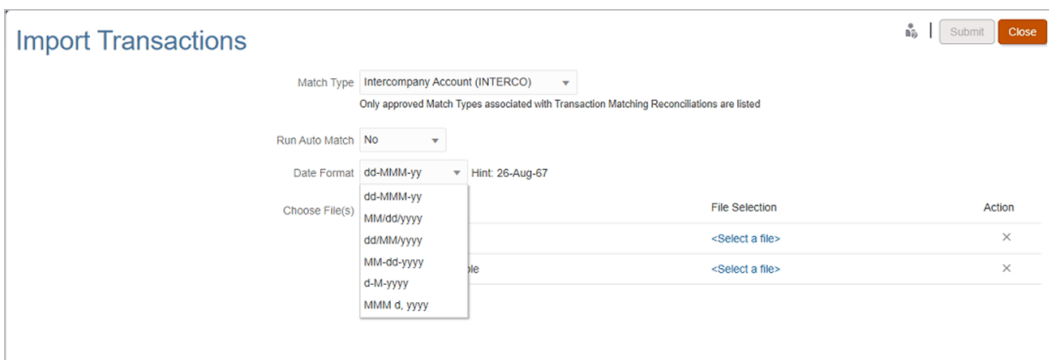 Import Transactions
Submit
Close
Match Type Intercompany Account (INTERCO)
Only approved Match Types associated with Transaction Matching Reconciliations are listed
Run Auto Match No
Date Format dd-MMM-yy Hint: 26-Aug-67
dd-MMM-yy
Choose File(s) File Selection Action
MM/dd/yyyy
dd/MM/yyyy <Select a file>
MM-dd-yyyy <Select a file>
d-M-yyyy
MMM d, yyyy